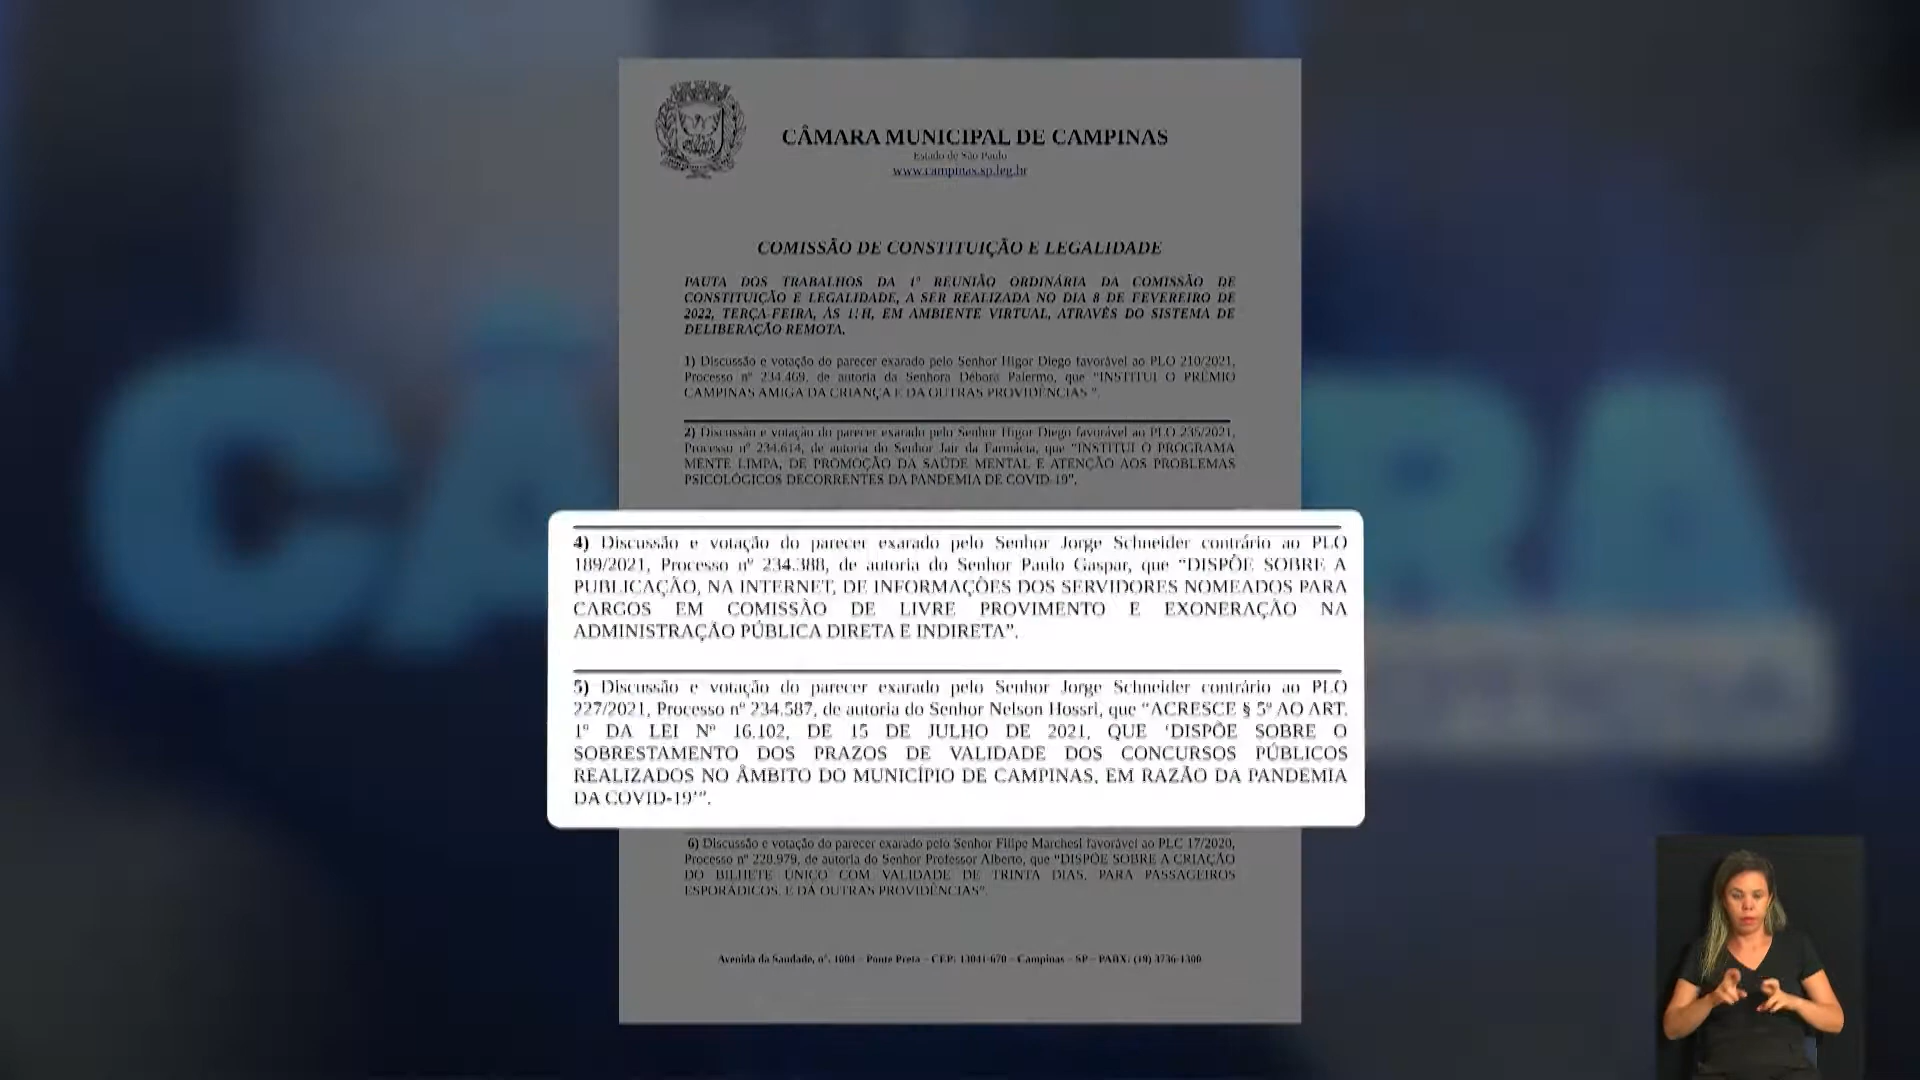 CÂMARA MUNICIPAL DE CAMPINAS
Estado de São Paulo
www.campinas.sp.leg.br
COMISSÃO DE CONSTITUIÇÃO E LEGALIDADE
PAUTA DOS TRABALHOS DA 1ª REUNIÃO ORDINÁRIA DA COMISSÃO DE
CONSTITUIÇÃO E LEGALIDADE, A SER REALIZADA NO DIA 8 DE FEVEREIRO DE
2022, TERÇA-FEIRA, ÀS 11H, EM AMBIENTE VIRTUAL, ATRAVÉS DO SISTEMA DE
DELIBERAÇÃO REMOTA.
1) Discussão e votação do parecer exarado pelo Senhor Higor Diego favorável ao PLO 210/2021,
Processo nº 234.469, de autoria da Senhora Débora Palermo, que “INSTITUI O PRÊMIO
CAMPINAS AMIGA DA CRIANÇA E DA OUTRAS PROVIDÊNCIAS ”.
2) Discussão e votação do parecer exarado pelo Senhor Higor Diego favorável ao PLO 235/2021,
Processo nº 234.614, de autoria do Senhor Jair da Farmácia, que “INSTITUI O PROGRAMA
MENTE LIMPA, DE PROMOÇÃO DA SAÚDE MENTAL E ATENÇÃO AOS PROBLEMAS
PSICOLÓGICOS DECORRENTES DA PANDEMIA DE COVID-19”.
4) Discussão e votação do parecer exarado pelo Senhor Jorge Schneider contrário ao PLO
189/2021, Processo nº 234.388, de autoria do Senhor Paulo Gaspar, que “DISPÕE SOBRE A
PUBLICAÇÃO, NA INTERNET, DE INFORMAÇÕES DOS SERVIDORES NOMEADOS PARA
CARGOS EM COMISSÃO DE LIVRE PROVIMENTO E EXONERAÇÃO NA
ADMINISTRAÇÃO PÚBLICA DIRETA E INDIRETA”.
5) Discussão e votação do parecer exarado pelo Senhor Jorge Schneider contrário ao PLO
227/2021, Processo nº 234.587, de autoria do Senhor Nelson Hossri, que “ACRESCE § 5º AO ART.
1º DA LEI Nº 16.102, DE 15 DE JULHO DE 2021, QUE ‘DISPÕE SOBRE O
SOBRESTAMENTO DOS PRAZOS DE VALIDADE DOS CONCURSOS PÚBLICOS
REALIZADOS NO ÂMBITO DO MUNICÍPIO DE CAMPINAS, EM RAZÃO DA PANDEMIA
DA COVID-19’”.
6) Discussão e votação do parecer exarado pelo Senhor Filipe Marchesi favorável ao PLC 17/2020,
Processo nº 228.979, de autoria do Senhor Professor Alberto, que “DISPÕE SOBRE A CRIAÇÃO
DO BILHETE ÚNICO COM VALIDADE DE TRINTA DIAS, PARA PASSAGEIROS
ESPORÁDICOS, E DÁ OUTRAS PROVIDÊNCIAS”.
Avenida da Saudade, nº. 1004 – Ponte Preta – CEP: 13041-670 – Campinas – SP – PABX: (19) 3736-1300